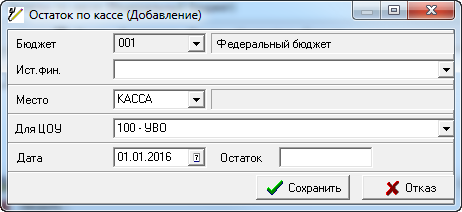 Остаток по кассе (Добавление)
Бюджет 001 Федеральный бюджет
Ист.фин.
Место КАССА
Для ЦОУ 100 - УВО
Дата 01.01.2016 Остаток
Сохранить Отказ